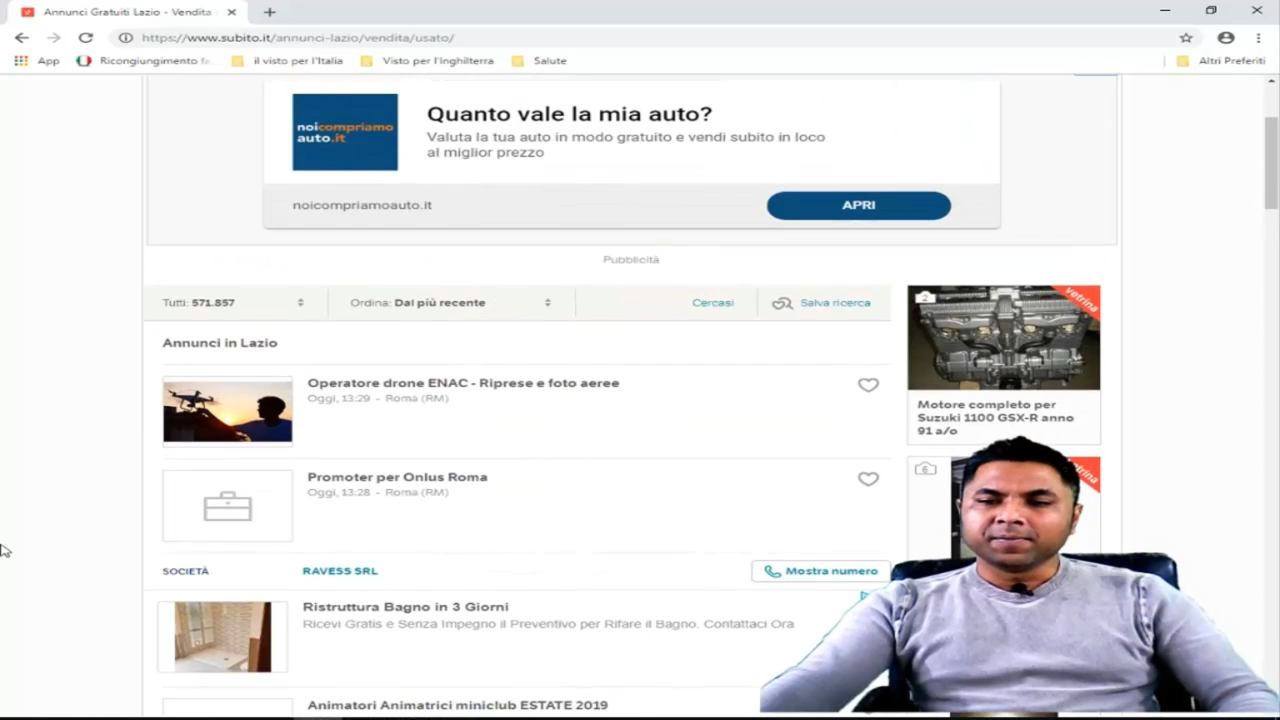 Annunci Gratuiti Lazio - Vendita
https://www.subito.it/annunci-lazio/vendita/usato/
App
Ricongiungimento fa
il visto per l'Italia
Visto per l'Inghilterra
Salute
Altri Preferiti
noicompriamo
auto.it
Quanto vale la mia auto?
Valuta la tua auto in modo gratuito e vendi subito in loco
al miglior prezzo
noicompriamoauto.it
APRI
Pubblicità
Tutti: 571.857
Ordina: Dal più recente
Cercasi
Salva ricerca
Annunci in Lazio
Operatore drone ENAC - Riprese e foto aeree
Oggi, 13:29 - Roma (RM)
Promoter per Onlus Roma
Oggi, 13:28 - Roma (RM)
SOCIETÀ
RAVESS SRL
Mostra numero
Ristruttura Bagno in 3 Giorni
Ricevi Gratis e Senza Impegno il Preventivo per Rifare il Bagno. Contattaci Ora
Animatori Animatrici miniclub ESTATE 2019
2
vetrina
Motore completo per
Suzuki 1100 GSX-R anno
91 a/o
6
vetrina